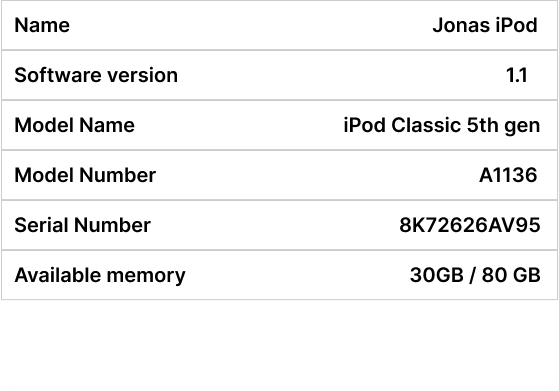 Name Jonas iPod
Software version 1.1
Model Name iPod Classic 5th gen
Model Number A1136
Serial Number 8K72626AV95
Available memory 30GB / 80 GB